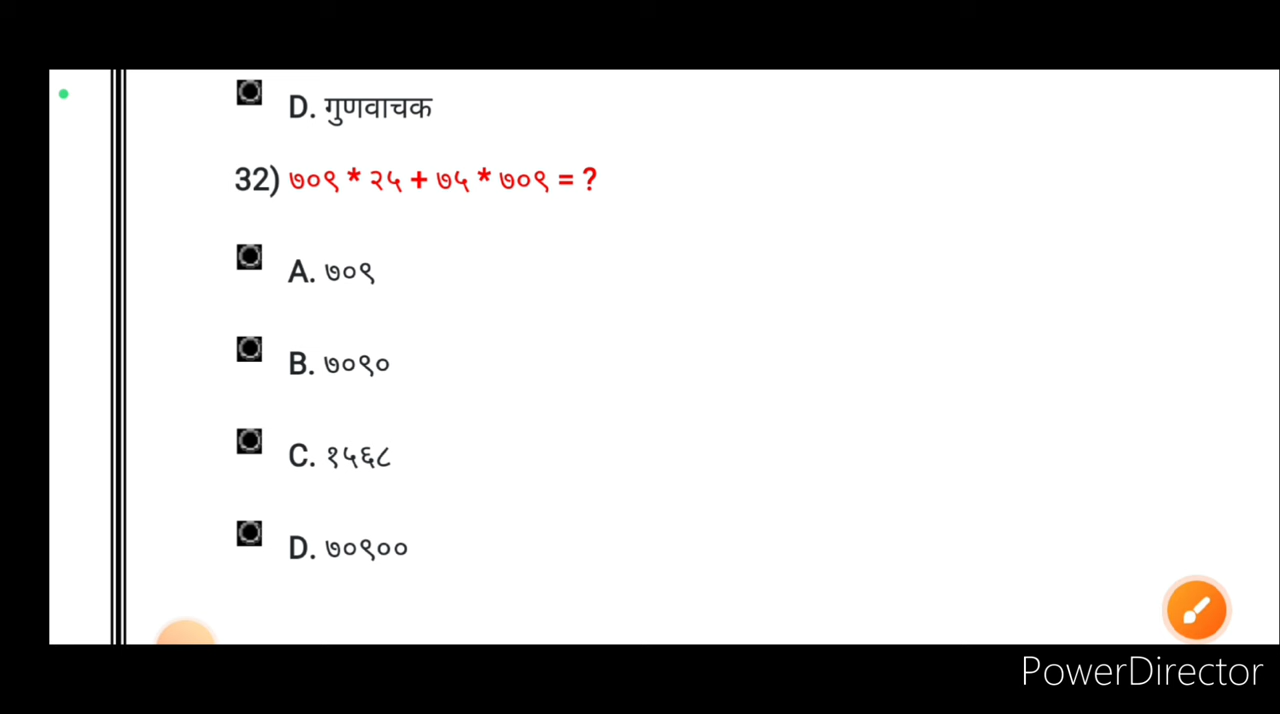 D. गुणवाचक
32) ७०९ * २५ + ७५ * ७०९ = ?
A. ७०९
B. ७०९०
C. १५६८
D. ७०९००
PowerDirector